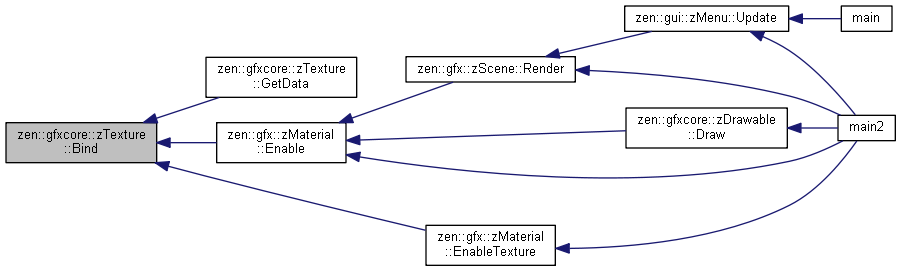 zen::gfxcore::zTexture
::Bind
zen::gfxcore::zTexture
::GetData
zen::gfx::zMaterial
::Enable
zen::gfx::zMaterial
::EnableTexture
zen::gfx::zScene::Render
zen::gui::zMenu::Update
zen::gfxcore::zDrawable
::Draw
main
main2